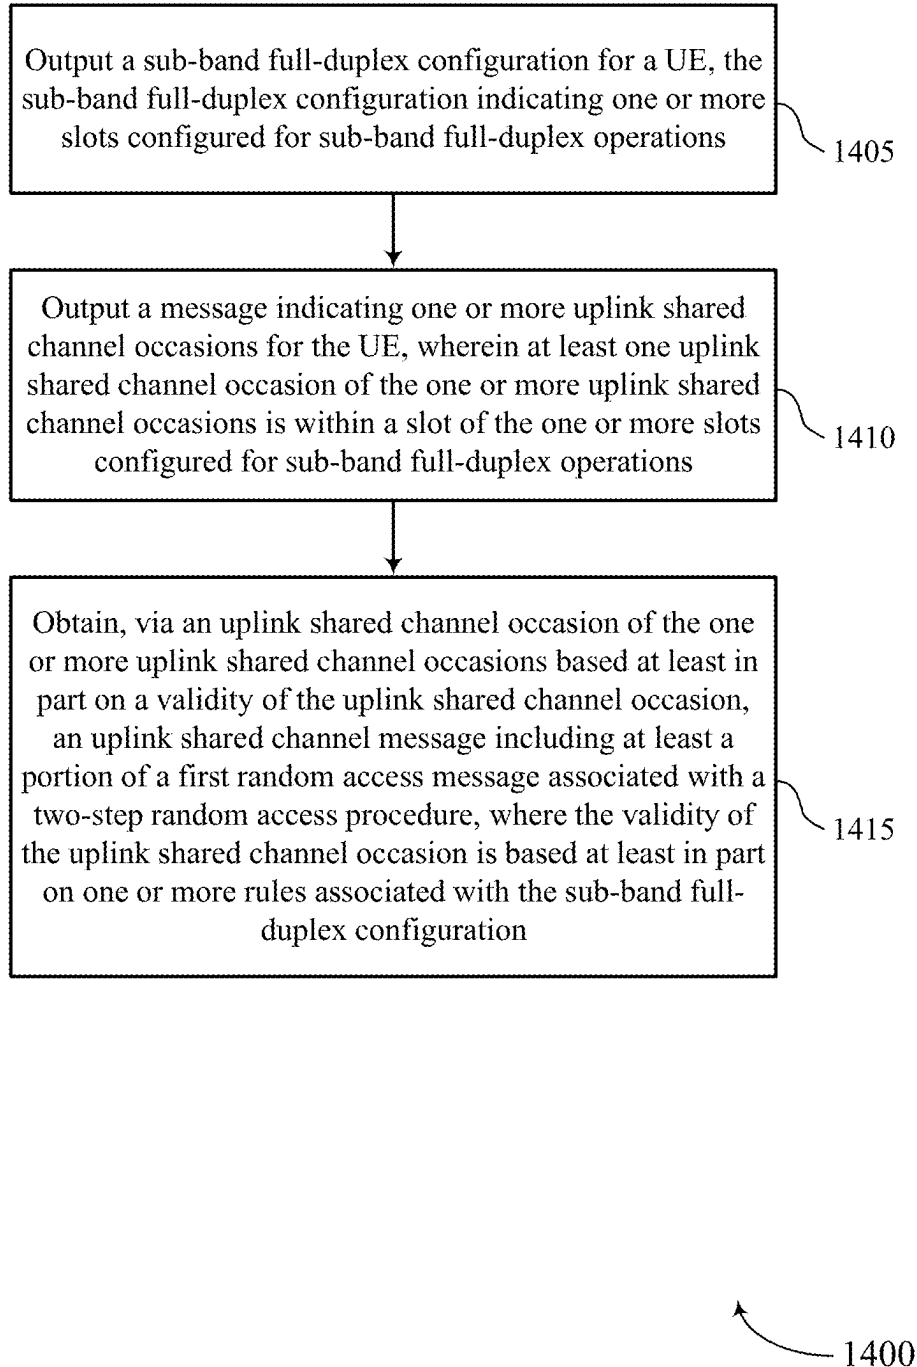 Output a sub-band full-duplex configuration for a UE, the
sub-band full-duplex configuration indicating one or more
slots configured for sub-band full-duplex operations
1405
Output a message indicating one or more uplink shared
channel occasions for the UE, wherein at least one uplink
shared channel occasion of the one or more uplink shared
channel occasions is within a slot of the one or more slots
configured for sub-band full-duplex operations
1410
Obtain, via an uplink shared channel occasion of the one
or more uplink shared channel occasions based at least in
part on a validity of the uplink shared channel occasion,
an uplink shared channel message including at least a
portion of a first random access message associated with a
two-step random access procedure, where the validity of
the uplink shared channel occasion is based at least in part
on one or more rules associated with the sub-band full-
duplex configuration
1415
1400